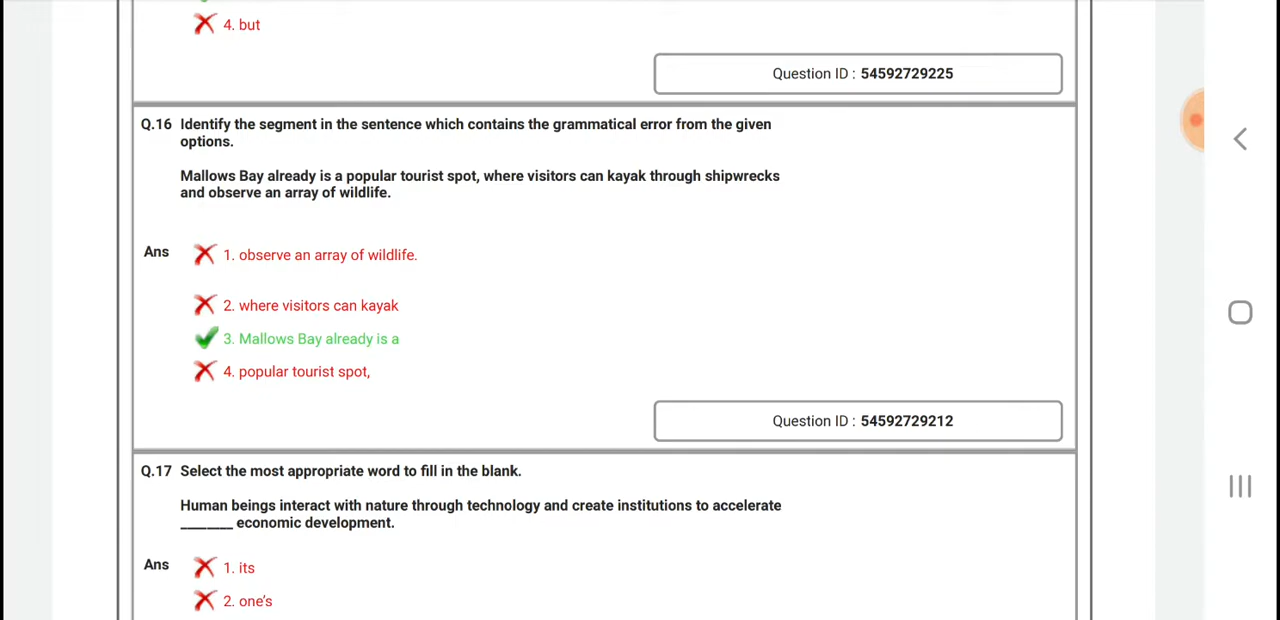 4. but
Question ID : 54592729225
Q.16 Identify the segment in the sentence which contains the grammatical error from the given
options.
Mallows Bay already is a popular tourist spot, where visitors can kayak through shipwrecks
and observe an array of wildlife.
Ans 1. observe an array of wildlife.
2. where visitors can kayak
3. Mallows Bay already is a
4. popular tourist spot,
Question ID : 54592729212
Q.17 Select the most appropriate word to fill in the blank.
Human beings interact with nature through technology and create institutions to accelerate
_______ economic development.
Ans 1. its
2. one's